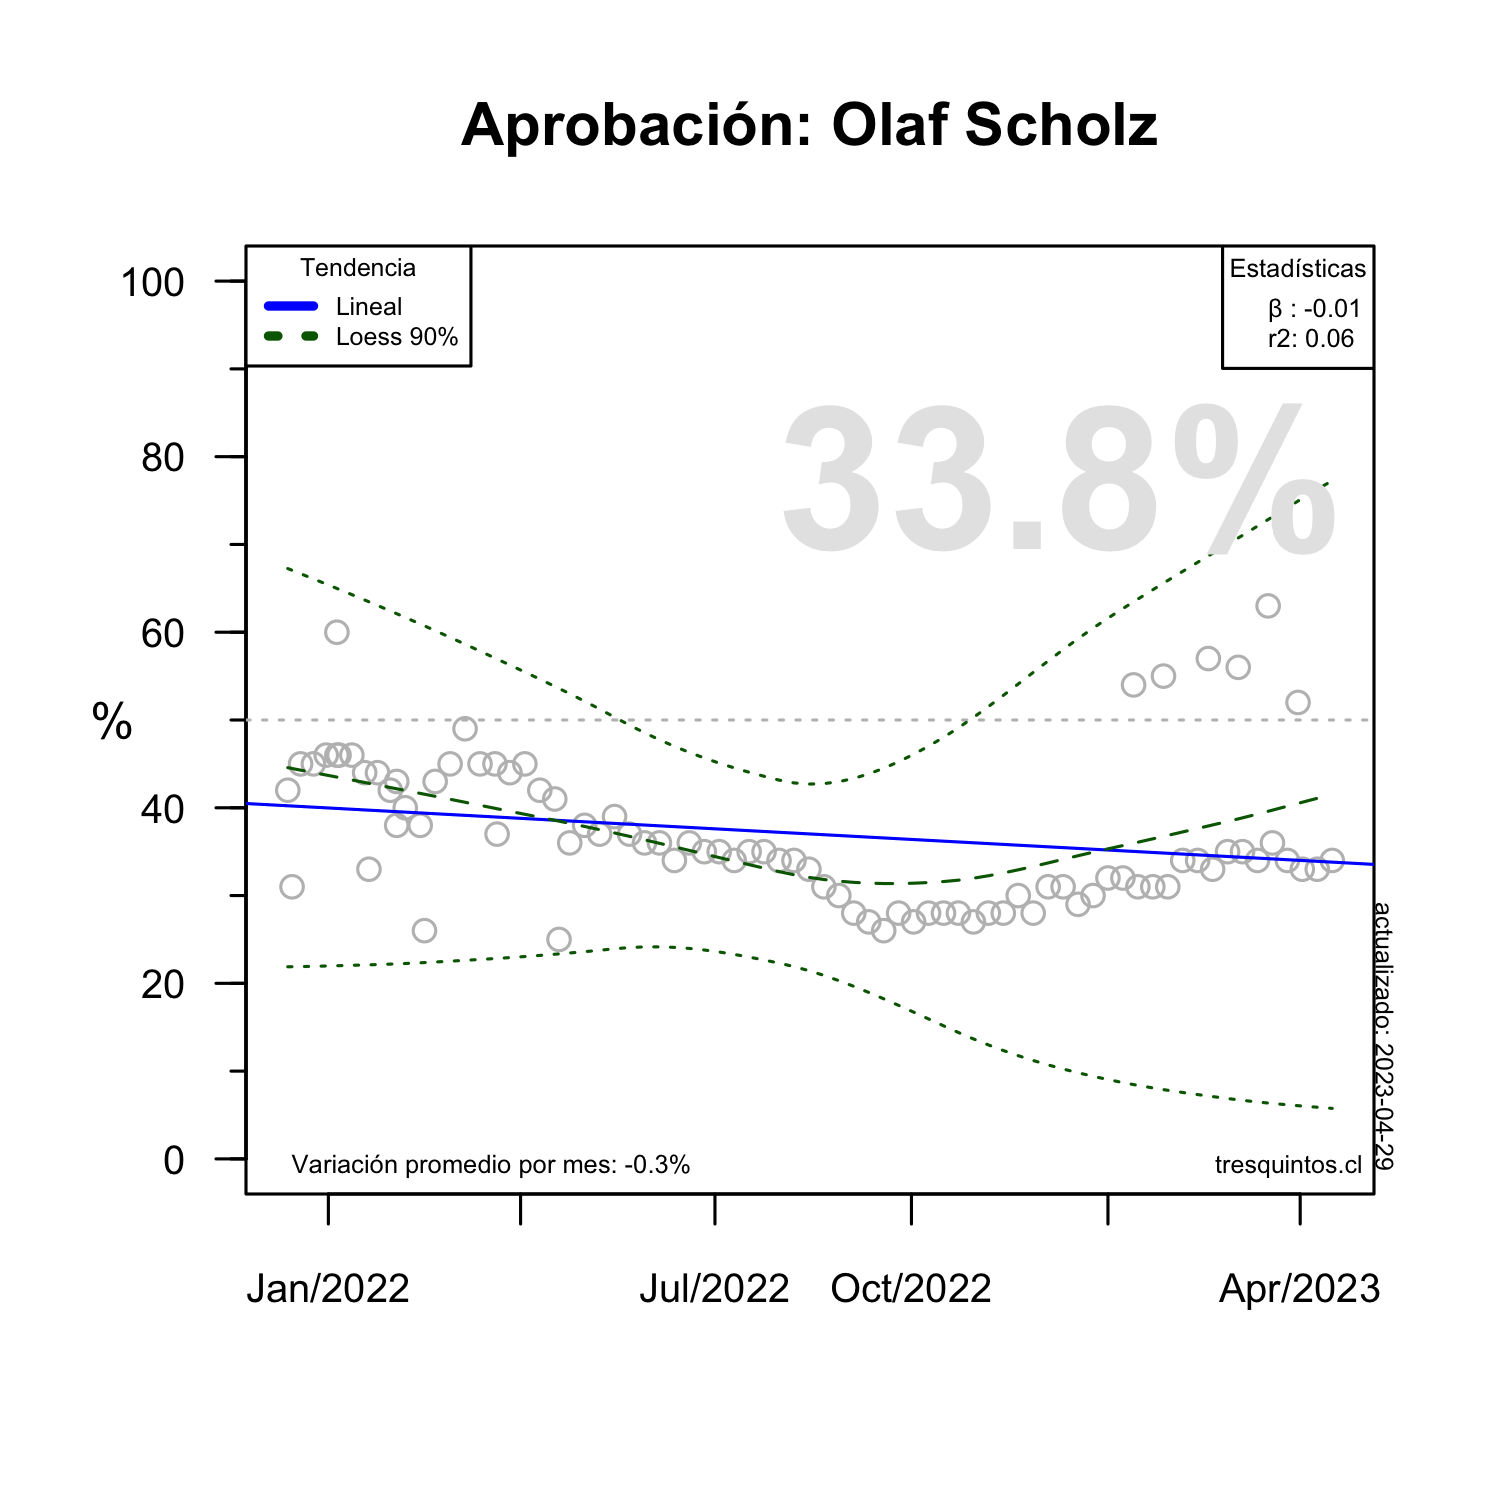 Aprobación: Olaf Scholz
Tendencia
Lineal
Loess 90%
Estadísticas
β : -0.01
r2: 0.06
33.8%
100
80
60
%
40
20
0
actualizado: 2023-04-29
Variación promedio por mes: -0.3%
tresquintos.cl
Jan/2022
Jul/2022
Oct/2022
Apr/2023